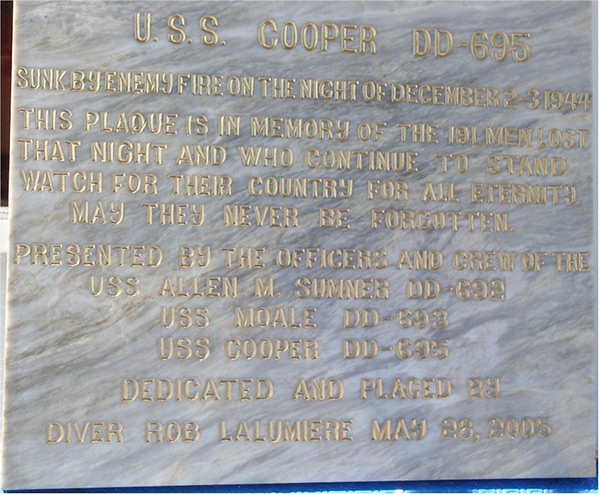 U.S.S. COOPER DD-695
SUNK BY ENEMY FIRE ON THE NIGHT OF DECEMBER 2-3 1944
THIS PLAQUE IS IN MEMORY OF THE 191 MEN LOST
THAT NIGHT AND WHO CONTINUE TO STAND
WATCH FOR THEIR COUNTRY FOR ALL ETERNITY
MAY THEY NEVER BE FORGOTTEN.
PRESENTED BY THE OFFICERS AND CREW OF THE
USS ALLEN M. SUMNER DD-692
USS MOALE DD-693
USS COOPER DD-695
DEDICATED AND PLACED BY
DIVER ROB LALUMIERE MAY 26, 2005